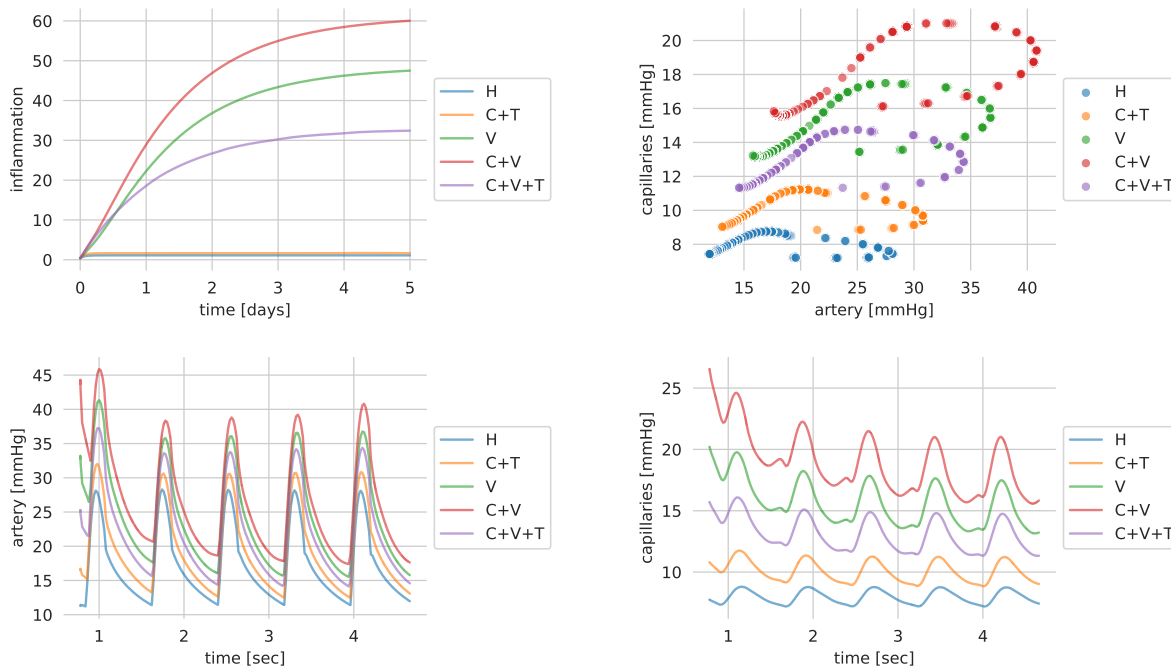 inflammation
60
50
40
30
20
10
0
0 1 2 3 4 5
time [days]
H
C+T
V
C+V
C+V+T
capillaries [mmHg]
20
18
16
14
12
10
8
15 20 25 30 35 40
artery [mmHg]
H
C+T
V
C+V
C+V+T
artery [mmHg]
45
40
35
30
25
20
15
10
1 2 3 4
time [sec]
H
C+T
V
C+V
C+V+T
capillaries [mmHg]
25
20
15
10
1 2 3 4
time [sec]
H
C+T
V
C+V
C+V+T